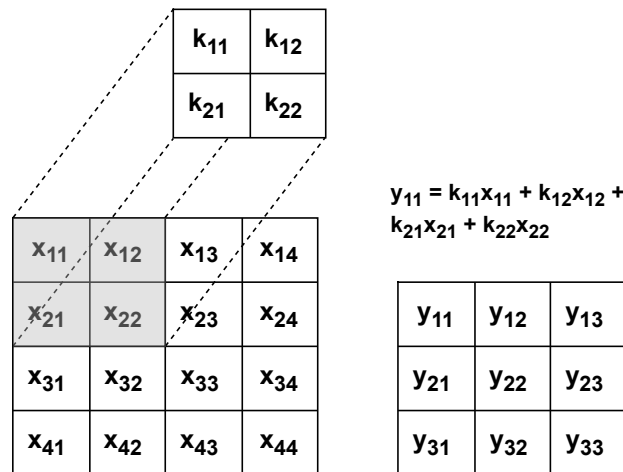 k₁₁ k₁₂
k₂₁ k₂₂
y₁₁ = k₁₁x₁₁ + k₁₂x₁₂ +
k₂₁x₂₁ + k₂₂x₂₂
x₁₁ x₁₂ x₁₃ x₁₄
x₂₁ x₂₂ x₂₃ x₂₄
x₃₁ x₃₂ x₃₃ x₃₄
x₄₁ x₄₂ x₄₃ x₄₄
y₁₁ y₁₂ y₁₃
y₂₁ y₂₂ y₂₃
y₃₁ y₃₂ y₃₃